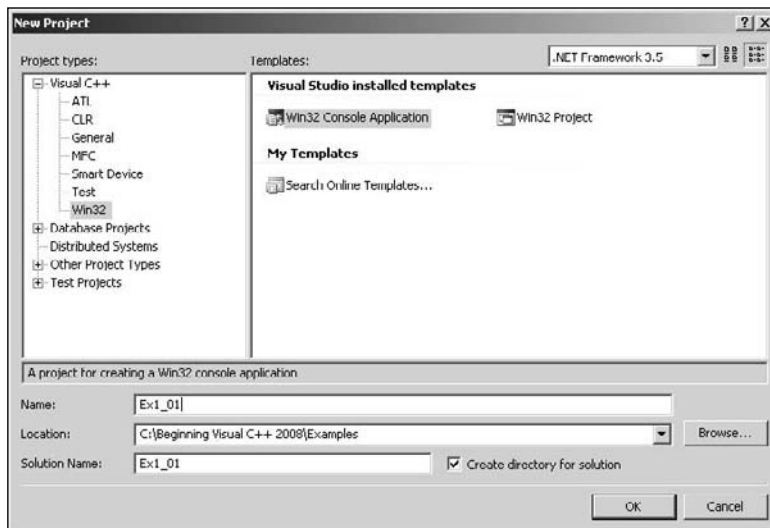 New Project
Project types:
Templates:
.NET Framework 3.5
Visual C++
ATL
CLR
General
MFC
Smart Device
Test
Win32
Database Projects
Distributed Systems
Other Project Types
Test Projects
Visual Studio installed templates
Win32 Console Application
Win32 Project
My Templates
Search Online Templates...
A project for creating a Win32 console application
Name:
Ex1_01
Location:
C:\Beginning Visual C++ 2008\Examples
Browse...
Solution Name:
Ex1_01
Create directory for solution
OK
Cancel